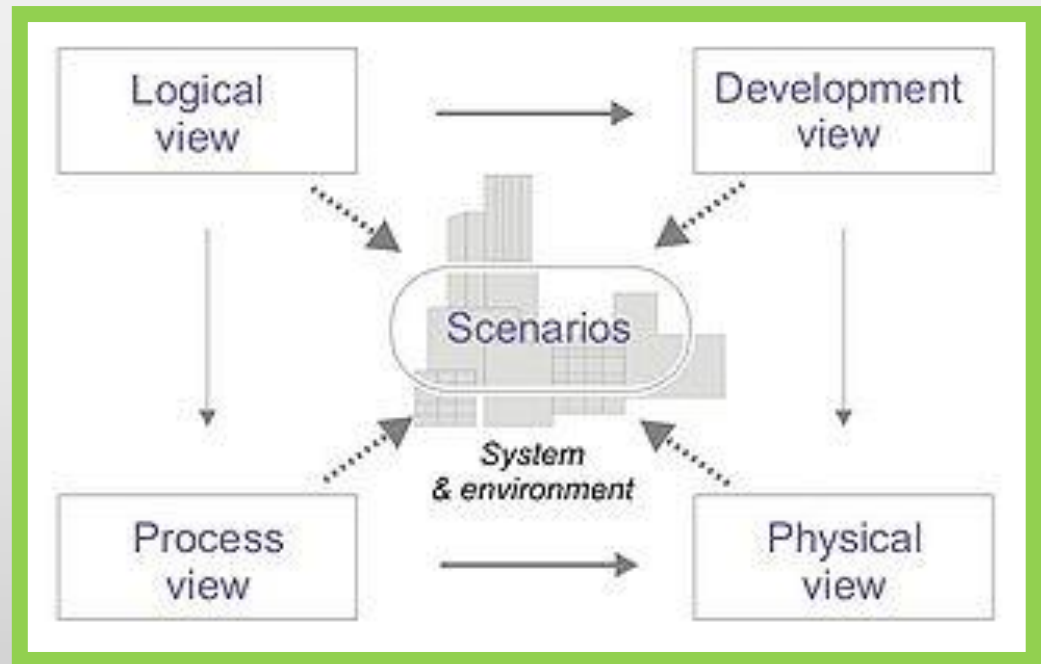 Logical
view
Development
view
Scenarios
System
& environment
Process
view
Physical
view